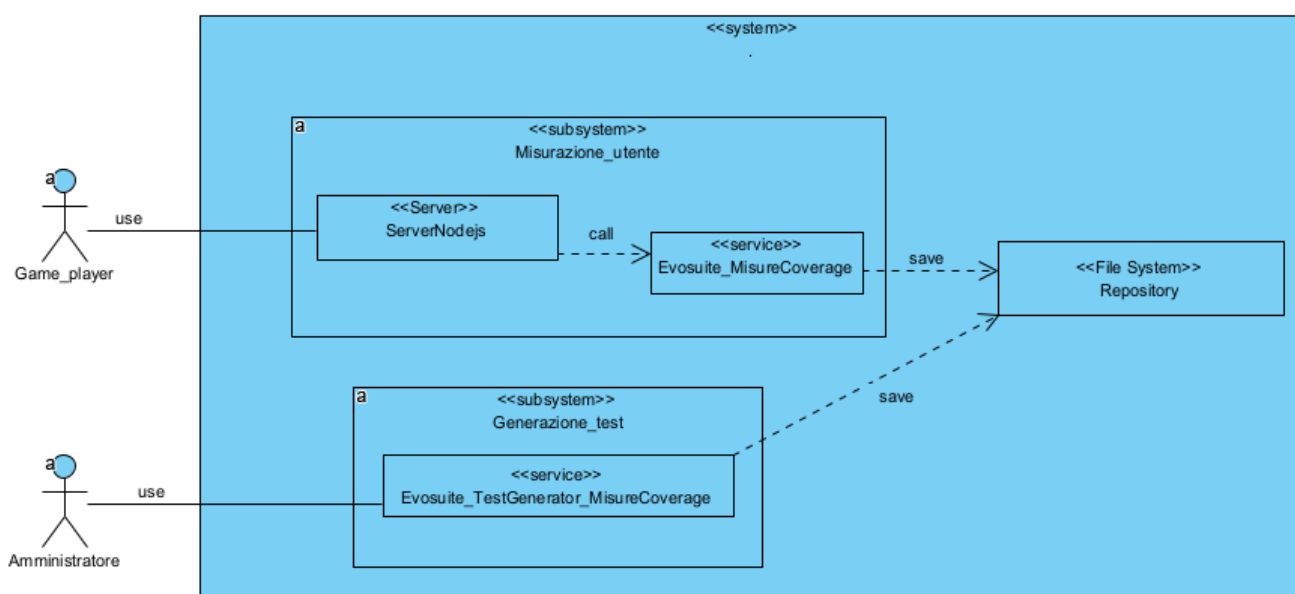 <<system>>
.
a
<<subsystem>>
Misurazione_utente
a
<<Server>>
ServerNodejs
use
call
<<service>>
Evosuite_MisureCoverage
save
<<File System>>
Repository
Game_player
a
<<subsystem>>
Generazione_test
save
a
<<service>>
Evosuite_TestGenerator_MisureCoverage
use
Amministratore